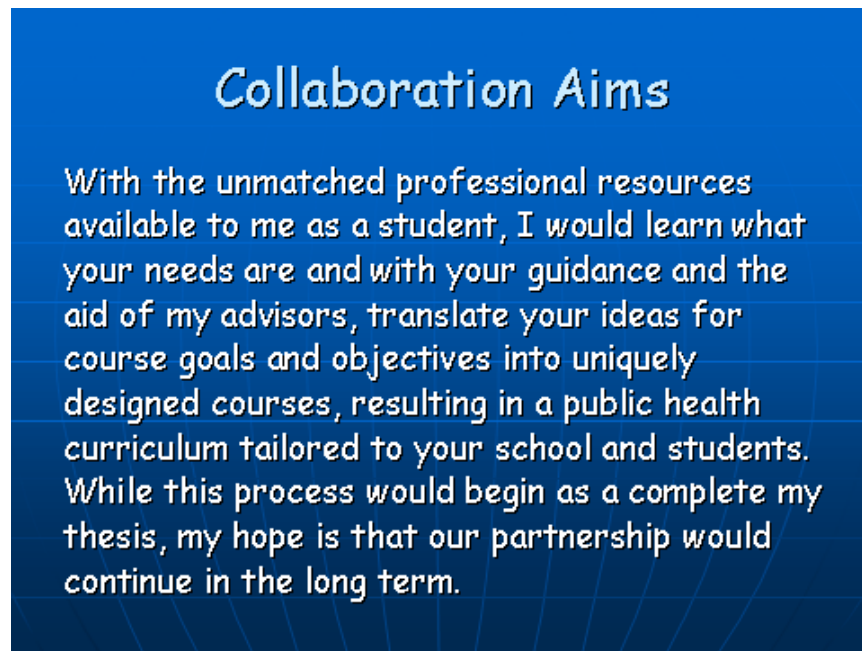 Collaboration Aims
With the unmatched professional resources
available to me as a student, I would learn what
your needs are and with your guidance and the
aid of my advisors, translate your ideas for
course goals and objectives into uniquely
designed courses, resulting in a public health
curriculum tailored to your school and students.
While this process would begin as a complete my
thesis, my hope is that our partnership would
continue in the long term.